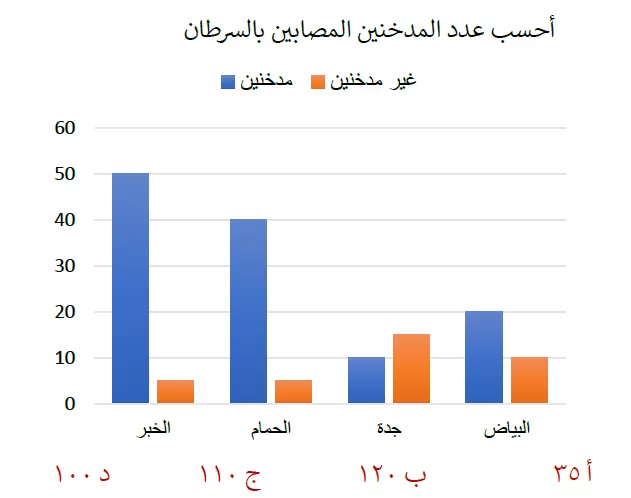 أحسب عدد المدخنين المصابين بالسرطان
مدخنين غير مدخنين
60
50
40
30
20
10
0
الخبر الحمام جدة البياض
أ ٣٥ ب ١٢٠ ج ١١٠ د ١٠٠